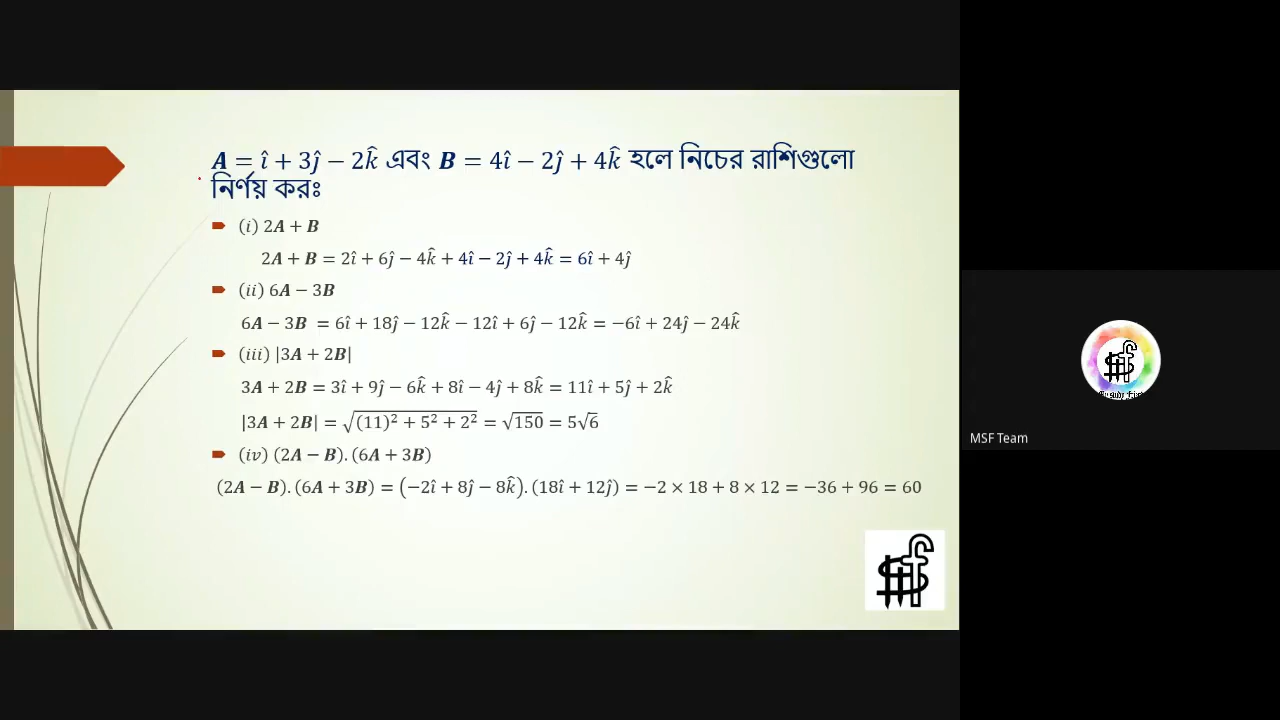 A = î + 3ĵ − 2k̂ এবং B = 4î − 2ĵ + 4k̂ হলে নিচের রাশিগুলো
নির্ণয় করঃ
(i) 2A + B
2A + B = 2î + 6ĵ − 4k̂ + 4î − 2ĵ + 4k̂ = 6î + 4ĵ
(ii) 6A − 3B
6A − 3B = 6î + 18ĵ − 12k̂ − 12î + 6ĵ − 12k̂ = −6î + 24ĵ − 24k̂
(iii) |3A + 2B|
3A + 2B = 3î + 9ĵ − 6k̂ + 8î − 4ĵ + 8k̂ = 11î + 5ĵ + 2k̂
|3A + 2B| = √((11)² + 5² + 2²) = √150 = 5√6
(iv) (2A − B). (6A + 3B)
(2A − B). (6A + 3B) = (−2î + 8ĵ − 8k̂). (18î + 12ĵ) = −2 × 18 + 8 × 12 = −36 + 96 = 60
MSF Team